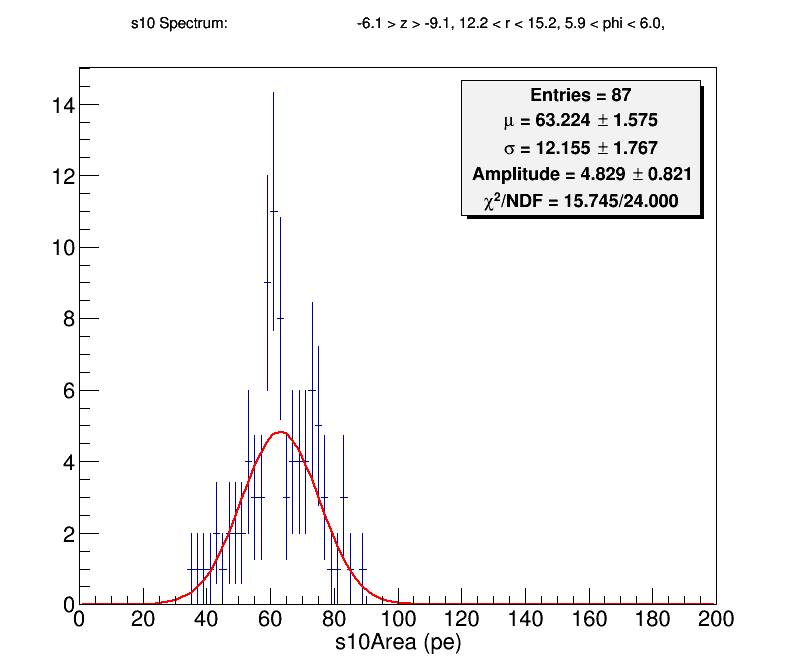 s10 Spectrum: -6.1 > z > -9.1, 12.2 < r < 15.2, 5.9 < phi < 6.0,
Entries = 87
μ = 63.224 ± 1.575
σ = 12.155 ± 1.767
Amplitude = 4.829 ± 0.821
χ²/NDF = 15.745/24.000
14
12
10
8
6
4
2
0
0 20 40 60 80 100 120 140 160 180 200
s10Area (pe)